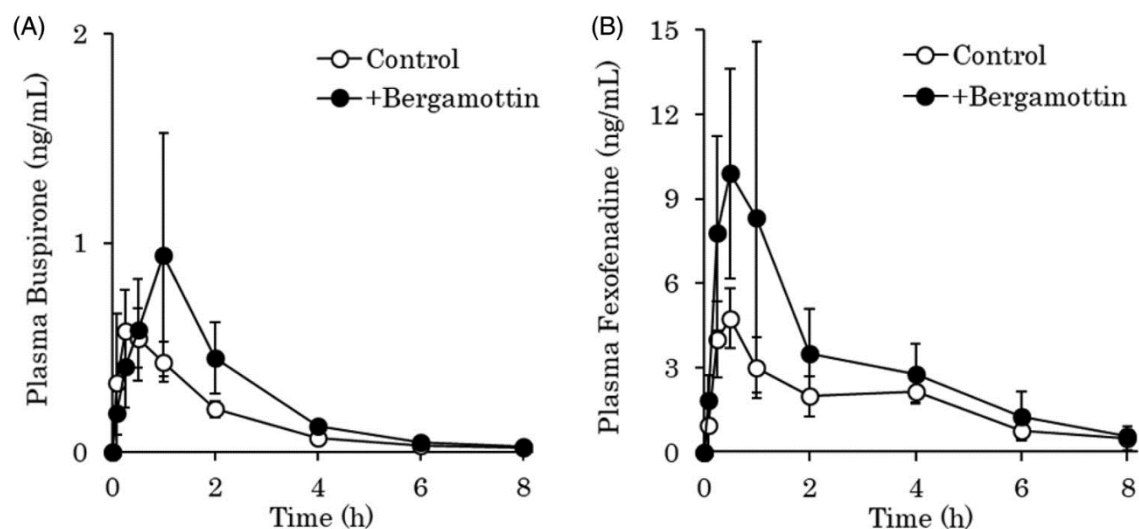 (A)
Plasma Buspirone (ng/mL)
2
1
0
Control
+Bergamottin
0 2 4 6 8
Time (h)
(B)
Plasma Fexofenadine (ng/mL)
15
12
9
6
3
0
Control
+Bergamottin
0 2 4 6 8
Time (h)